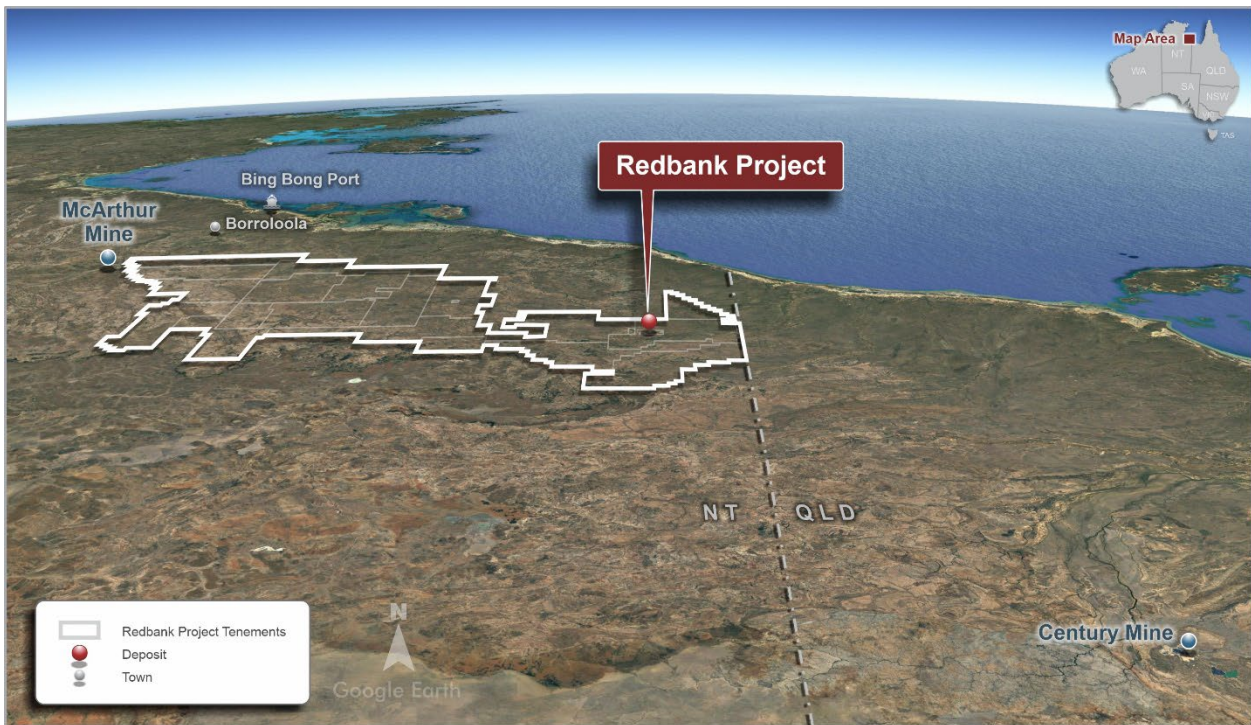 Map Area
NT
WA
QLD
SA
NSW
TAS
Redbank Project
Bing Bong Port
McArthur
Mine
Borroloola
NT QLD
Century Mine
Redbank Project Tenements
Deposit
Town
N
Google Earth